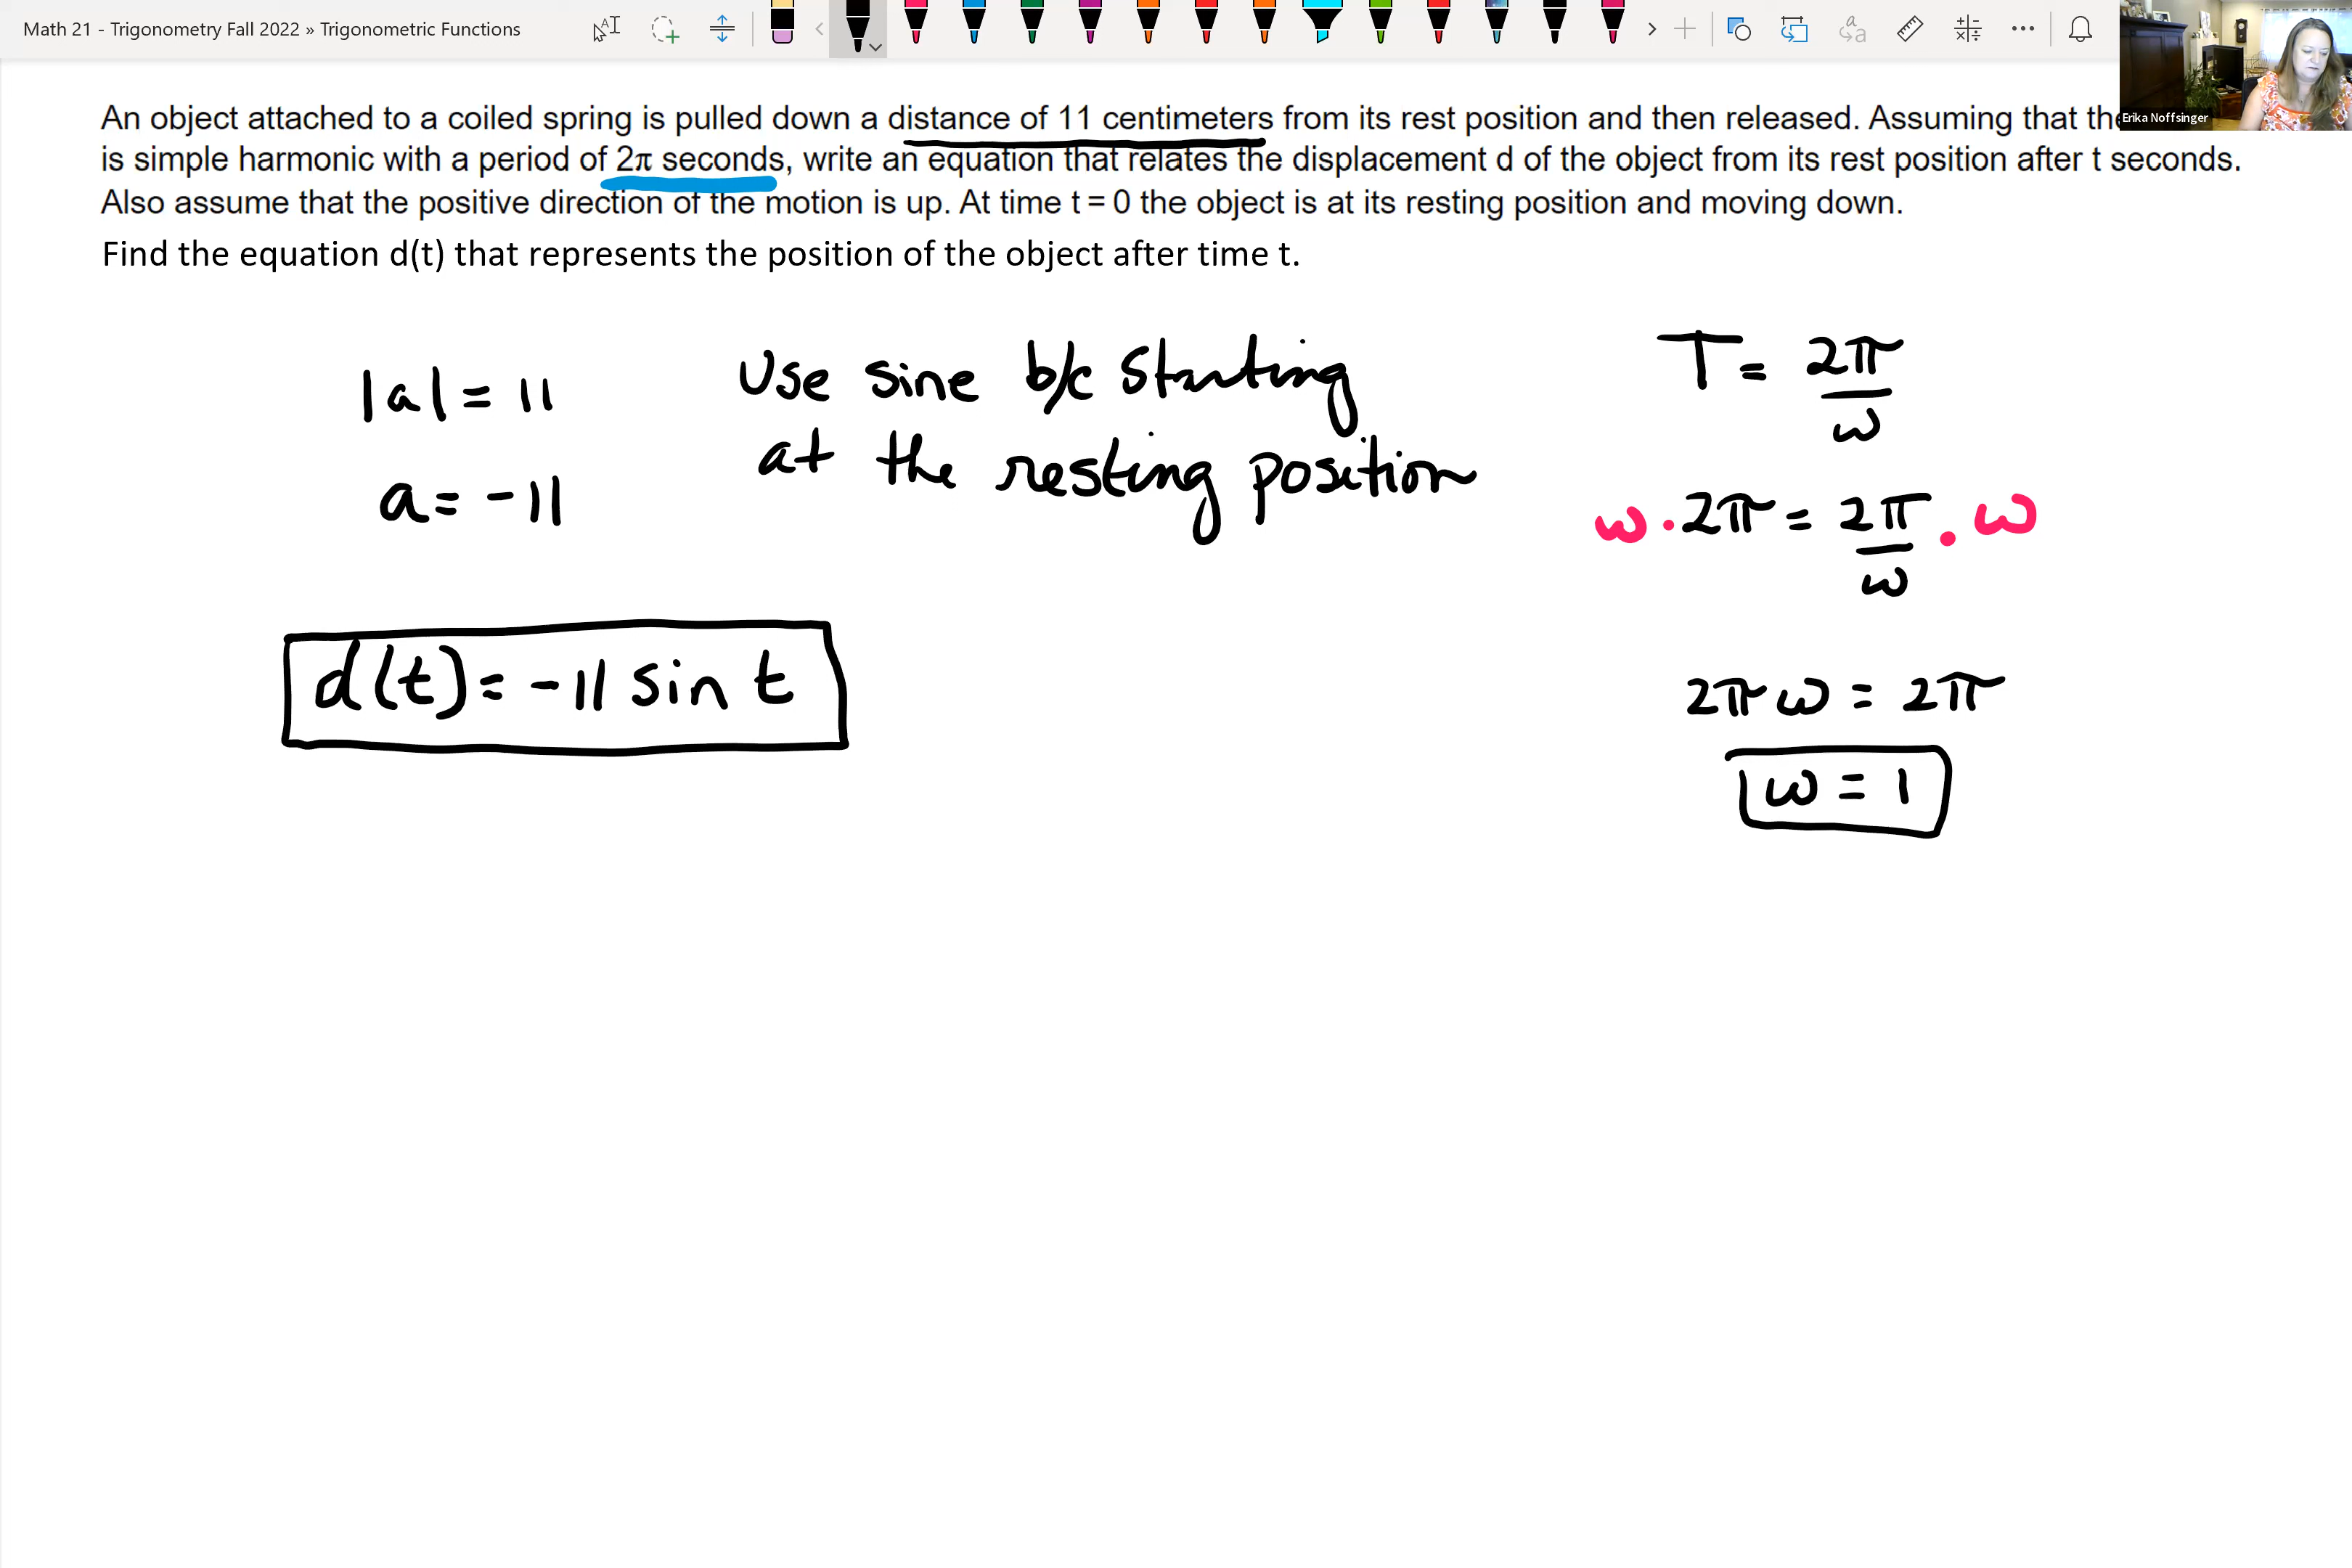 Math 21 - Trigonometry Fall 2022 » Trigonometric Functions
Erika Noffsinger
An object attached to a coiled spring is pulled down a distance of 11 centimeters from its rest position and then released. Assuming that the
is simple harmonic with a period of 2π seconds, write an equation that relates the displacement d of the object from its rest position after t seconds.
Also assume that the positive direction of the motion is up. At time t = 0 the object is at its resting position and moving down.
Find the equation d(t) that represents the position of the object after time t.
|a| = 11
a = -11
Use sine b/c starting
at the resting position
d(t) = -11 sin t
T = 2π/ω
ω · 2π = 2π/ω · ω
2πω = 2π
ω = 1